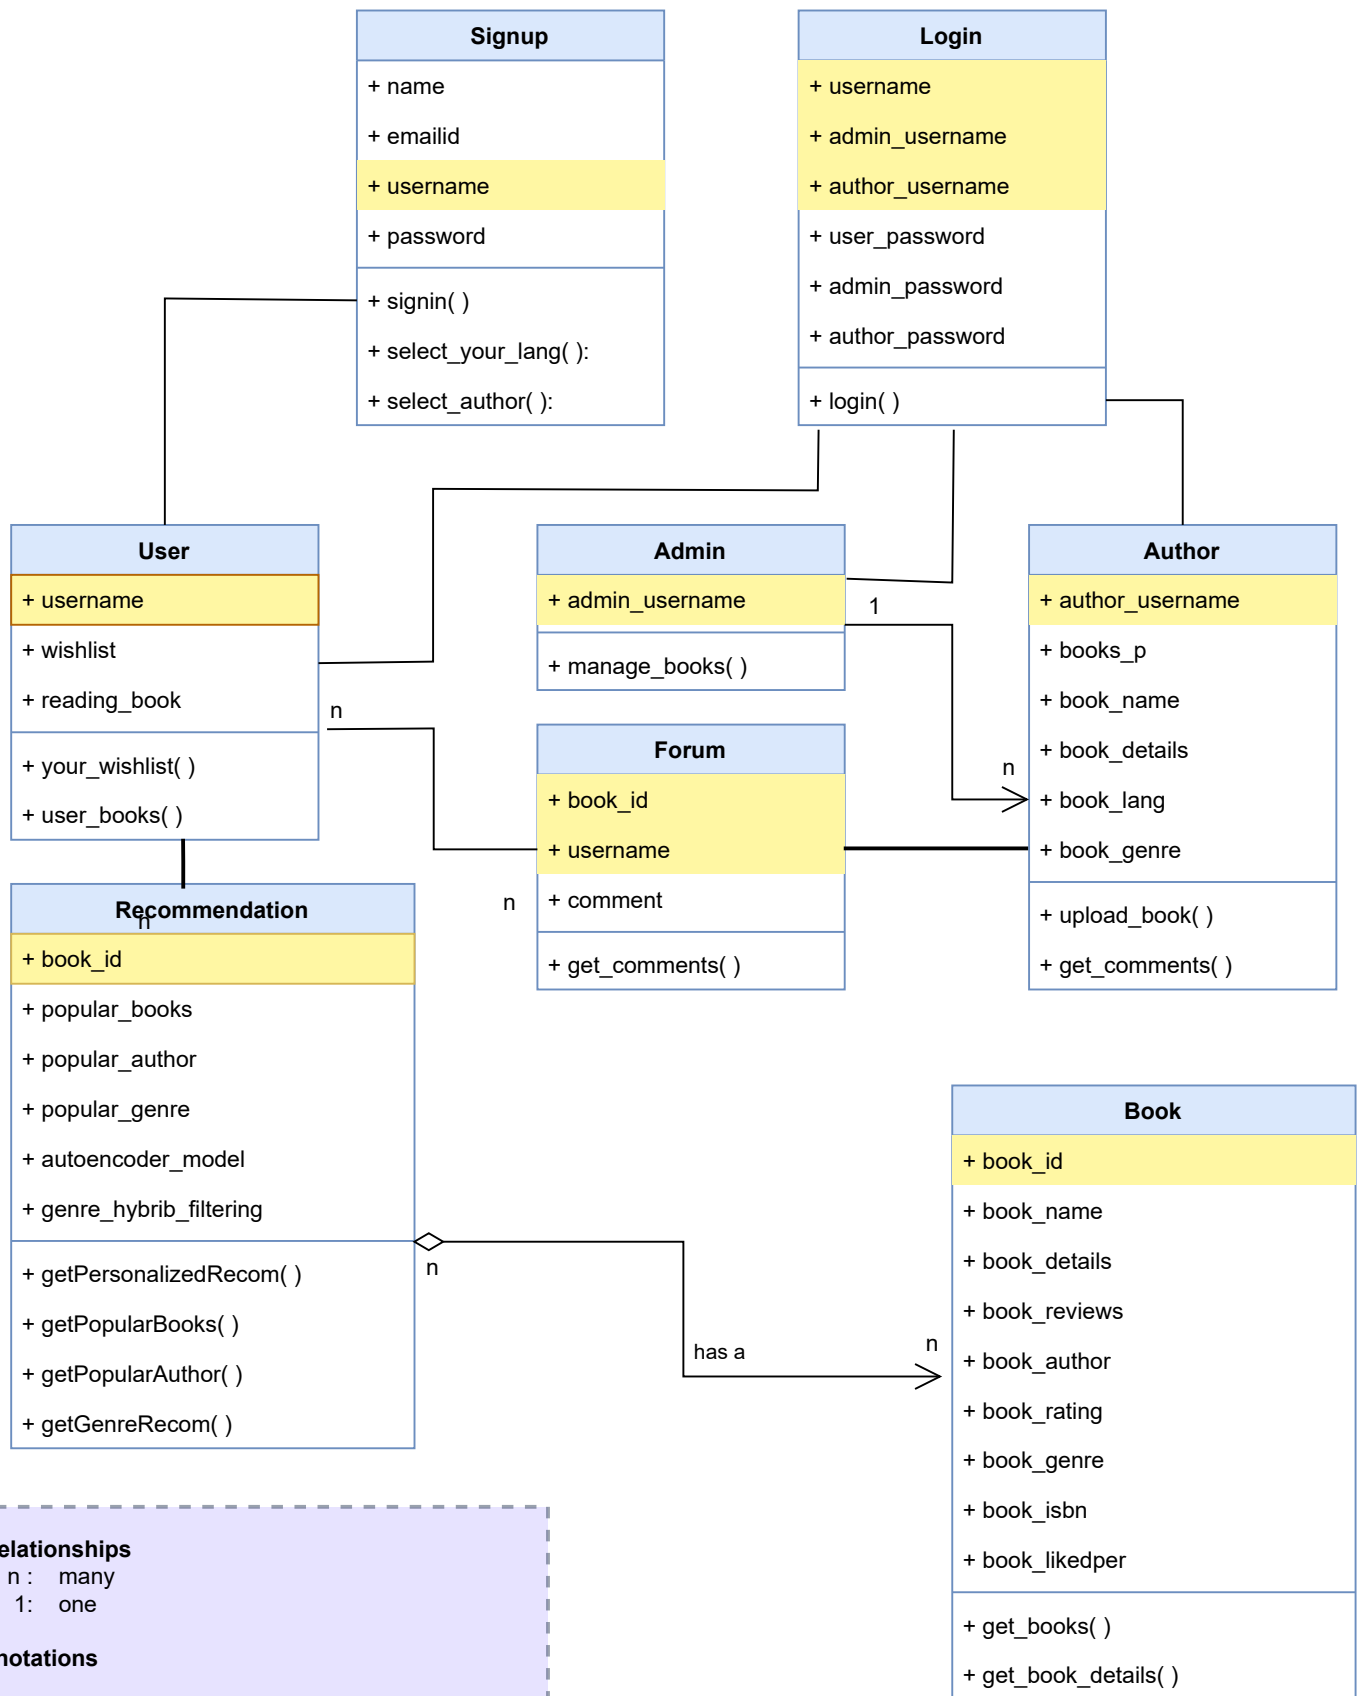 Signup
+ name
+ emailid
+ username
+ password
+ signin( )
+ select_your_lang( ):
+ select_author( ):
Login
+ username
+ admin_username
+ author_username
+ user_password
+ admin_password
+ author_password
+ login( )
User
+ username
+ wishlist
+ reading_book
+ your_wishlist( )
+ user_books( )
n
Admin
+ admin_username
+ manage_books( )
1
n
Author
+ author_username
+ books_p
+ book_name
+ book_details
+ book_lang
+ book_genre
+ upload_book( )
+ get_comments( )
Forum
+ book_id
+ username
+ comment
+ get_comments( )
n
Recommendation
n
+ book_id
+ popular_books
+ popular_author
+ popular_genre
+ autoencoder_model
+ genre_hybrib_filtering
+ getPersonalizedRecom( )
+ getPopularBooks( )
+ getPopularAuthor( )
+ getGenreRecom( )
n
has a
n
Book
+ book_id
+ book_name
+ book_details
+ book_reviews
+ book_author
+ book_rating
+ book_genre
+ book_isbn
+ book_likedper
+ get_books( )
+ get_book_details( )
elationships
n : many
1: one
notations